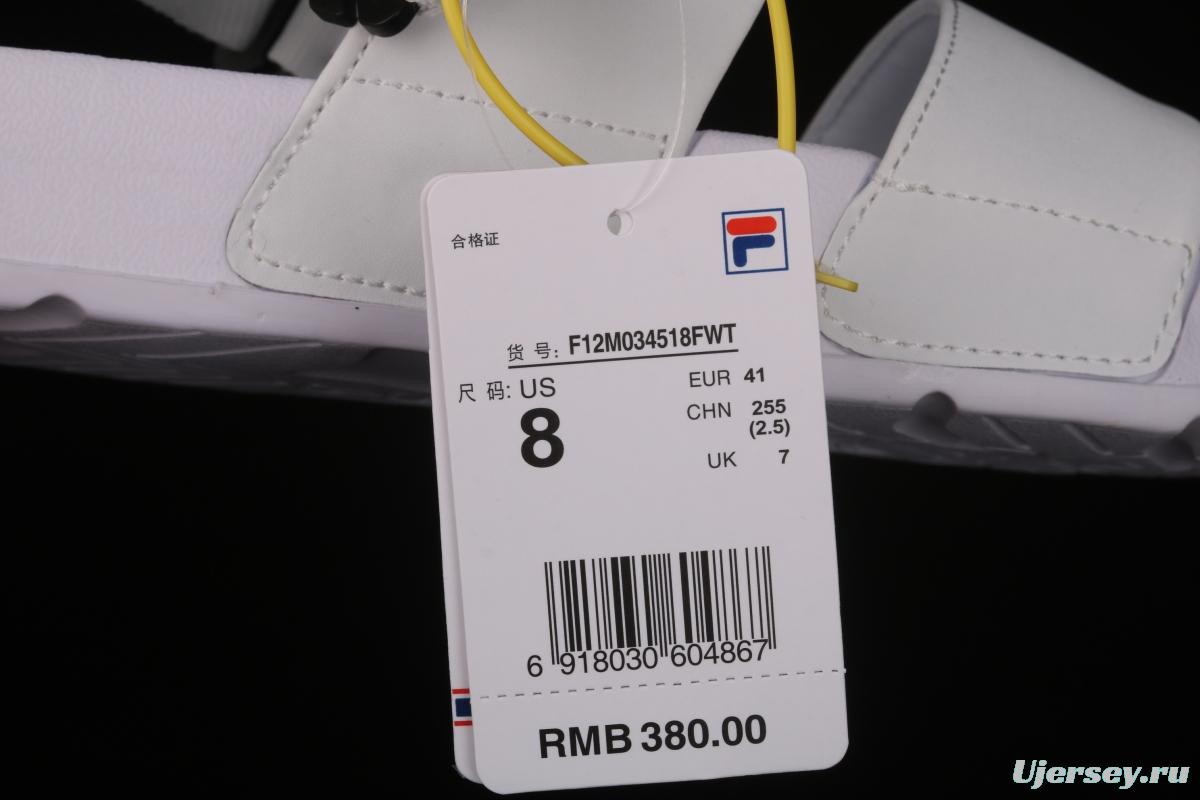 合格证
F
货 号: F12M034518FWT
尺 码: US
8
EUR 41
CHN 255
(2.5)
UK 7
6 918030 604867
RMB 380.00
Ujersey.ru